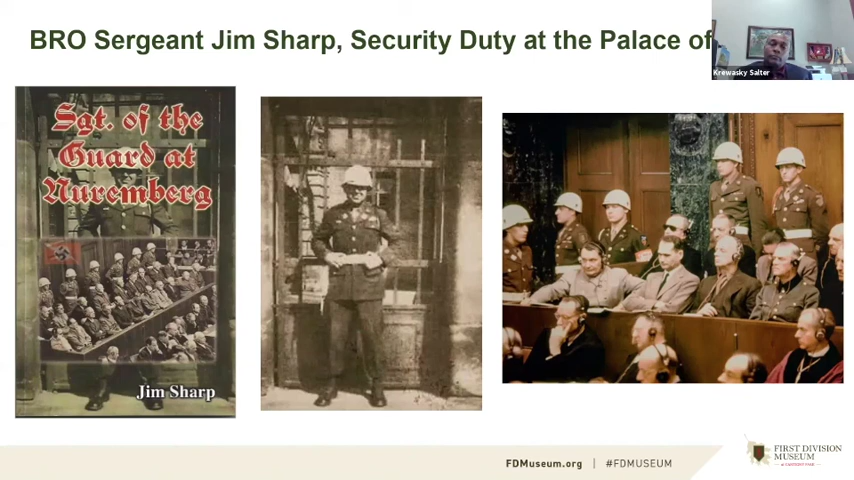 BRO Sergeant Jim Sharp, Security Duty at the Palace of
Krewasky Salter
Sgt. of the
Guard at
Nuremberg
Jim Sharp
FDMuseum.org | #FDMUSEUM
FIRST DIVISION
MUSEUM